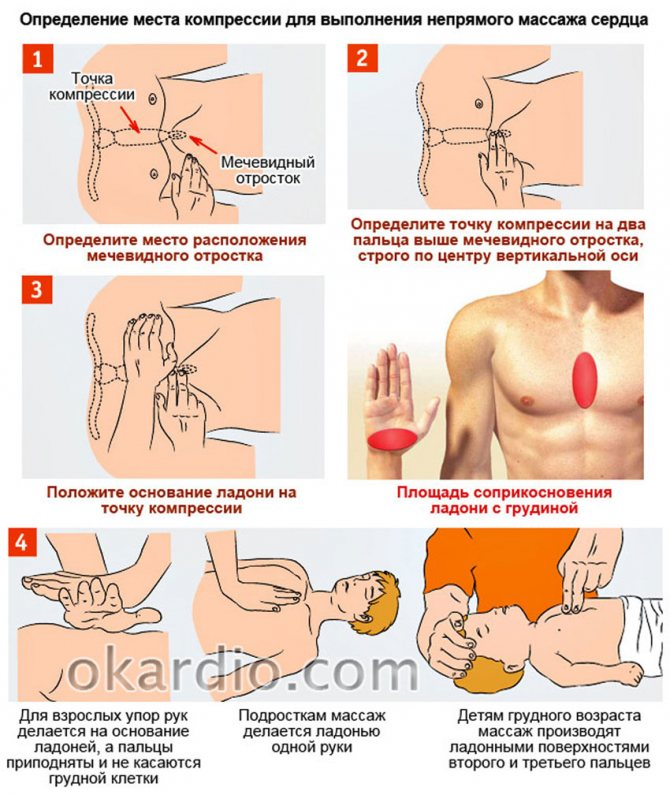 Определение места компрессии для выполнения непрямого массажа сердца
1
Точка
компрессии
Мечевидный
отросток
Определите место расположения
мечевидного отростка
2
Определите точку компрессии на два
пальца выше мечевидного отростка,
строго по центру вертикальной оси
3
Положите основание ладони на
точку компрессии
Площадь соприкосновения
ладони с грудиной
4
okardio.com
Для взрослых упор рук
делается на основание
ладоней, а пальцы
приподняты и не касаются
грудной клетки
Подросткам массаж
делается ладонью
одной руки
Детям грудного возраста
массаж производят
ладонными поверхностями
второго и третьего пальцев